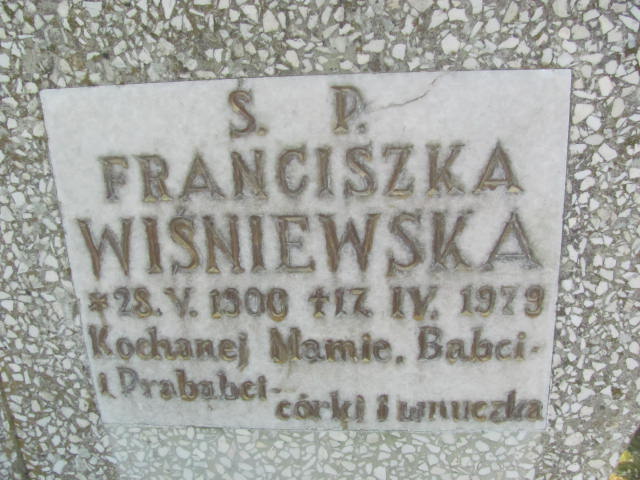 Ś. P.
FRANCISZKA
WIŚNIEWSKA
*28.V.1900 †17 IV. 1979
Kochanej Mamie, Babci-
i Prababci-
córki i wnuczka